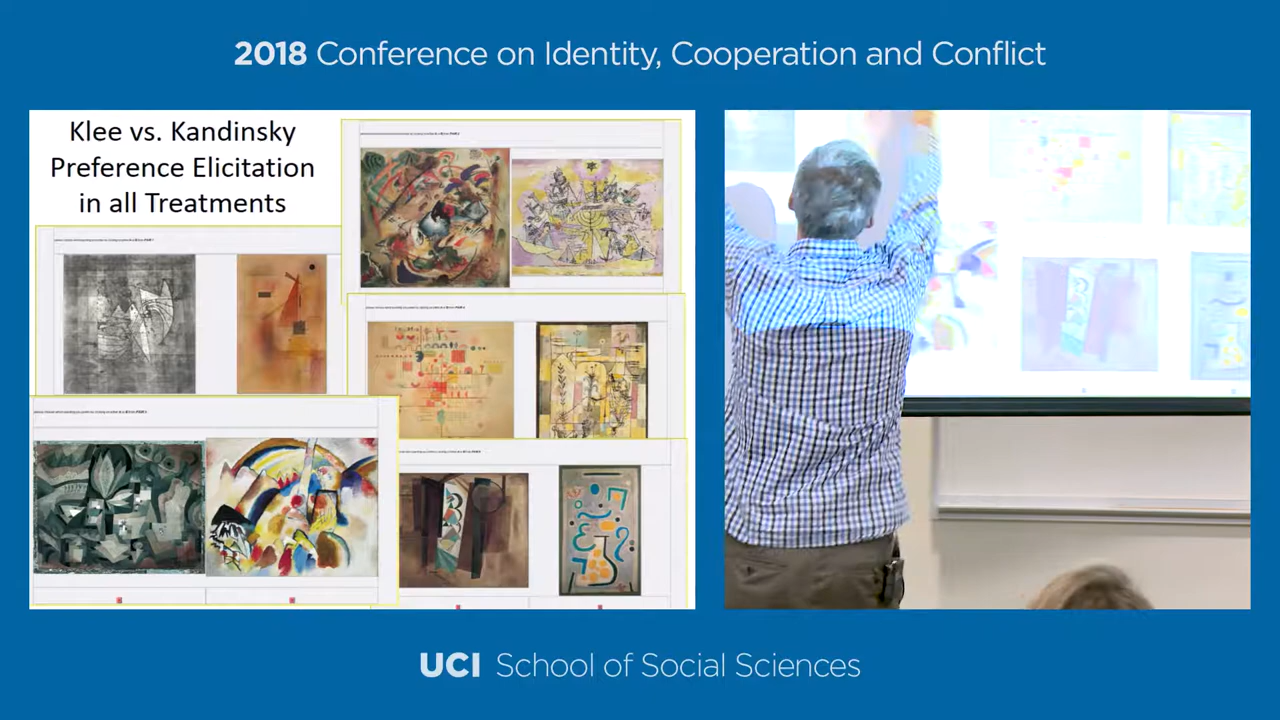 2018 Conference on Identity, Cooperation and Conflict
Klee vs. Kandinsky
Preference Elicitation
in all Treatments
UCI School of Social Sciences